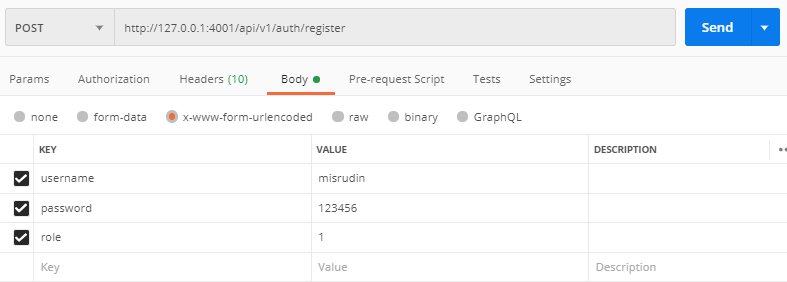 POST http://127.0.0.1:4001/api/v1/auth/register Send
Params Authorization Headers (10) Body Pre-request Script Tests Settings
none form-data x-www-form-urlencoded raw binary GraphQL
KEY VALUE DESCRIPTION
username misrudin
password 123456
role 1
Key Value Description